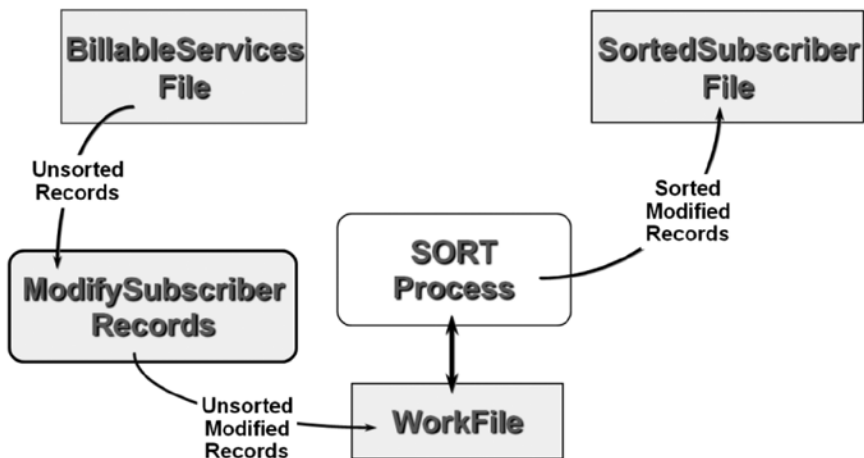 BillableServices
File
SortedSubscriber
File
Unsorted
Records
Sorted
Modified
Records
SORT
Process
ModifySubscriber
Records
Unsorted
Modified
Records
WorkFile